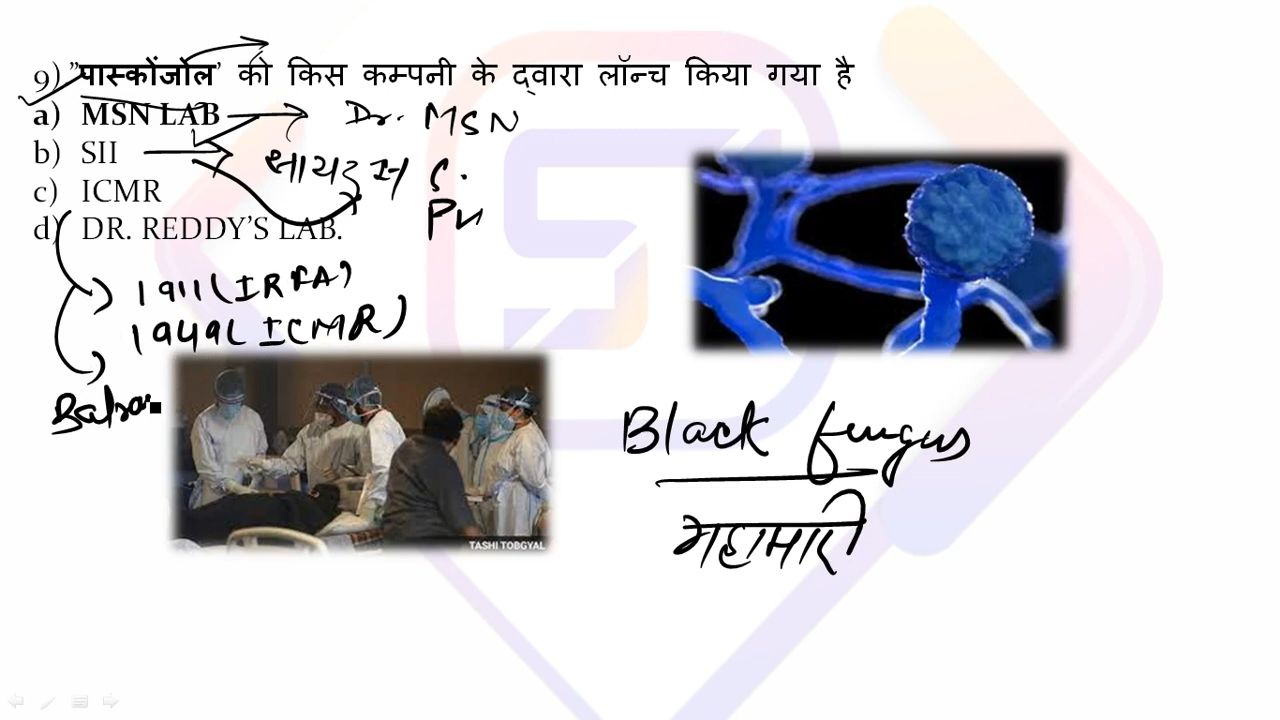 9) "पास्कोंजोल' को किस कम्पनी के द्वारा लॉन्च किया गया है
a) MSN LAB Dr. MSN
b) SII सायरस
c) ICMR
d) DR. REDDY'S LAB.
1911 (IRFA)
1949 ( ICMR)
TASHI TOBGYAL
Black fungus
महामारी